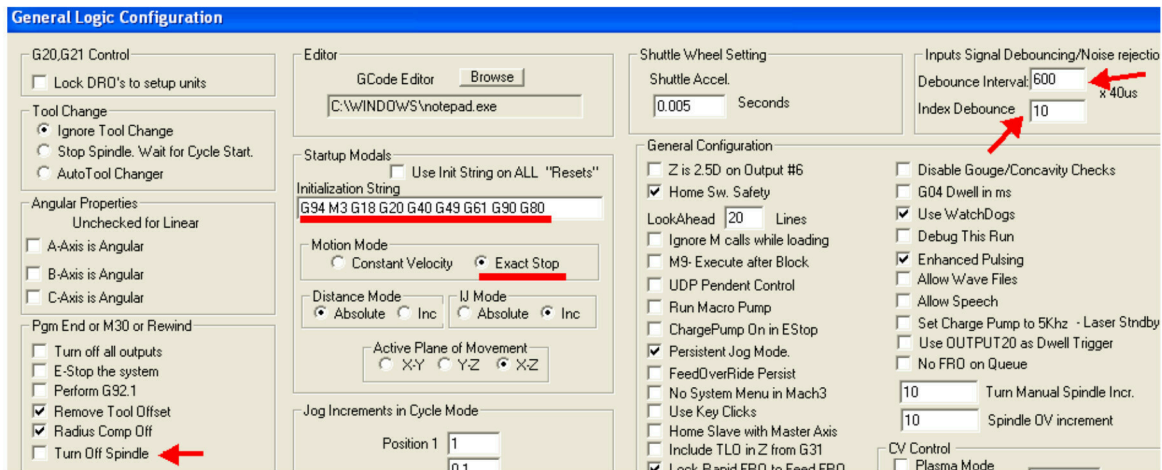 General Logic Configuration
G20,G21 Control
Lock DRO's to setup units
Tool Change
Ignore Tool Change
Stop Spindle. Wait for Cycle Start.
AutoTool Changer
Angular Properties
Unchecked for Linear
A-Axis is Angular
B-Axis is Angular
C-Axis is Angular
Pgm End or M30 or Rewind
Turn off all outputs
E-Stop the system
Perform G92.1
Remove Tool Offset
Radius Comp Off
Turn Off Spindle
Editor
GCode Editor Browse
C:\WINDOWS\notepad.exe
Startup Modals
Use Init String on ALL "Resets"
Initialization String
G94 M3 G18 G20 G40 G49 G61 G90 G80
Motion Mode
Constant Velocity Exact Stop
Distance Mode
Absolute Inc
IJ Mode
Absolute Inc
Active Plane of Movement
X-Y Y-Z X-Z
Jog Increments in Cycle Mode
Position 1 1
0.1
Shuttle Wheel Setting
Shuttle Accel.
0.005 Seconds
Inputs Signal Debouncing/Noise rejectio
Debounce Interval: 600
x 40us
Index Debounce 10
General Configuration
Z is 2.5D on Output #6
Home Sw. Safety
LookAhead 20 Lines
Ignore M calls while loading
M9- Execute after Block
UDP Pendent Control
Run Macro Pump
ChargePump On in EStop
Persistent Jog Mode.
FeedOverRide Persist
No System Menu in Mach3
Use Key Clicks
Home Slave with Master Axis
Include TLO in Z from G31
Lock Rapid FRO to Feed FRO
Disable Gouge/Concavity Checks
G04 Dwell in ms
Use WatchDogs
Debug This Run
Enhanced Pulsing
Allow Wave Files
Allow Speech
Set Charge Pump to 5Khz - Laser Stndby
Use OUTPUT20 as Dwell Trigger
No FRO on Queue
10 Turn Manual Spindle Incr.
10 Spindle OV increment
CV Control
Plasma Mode